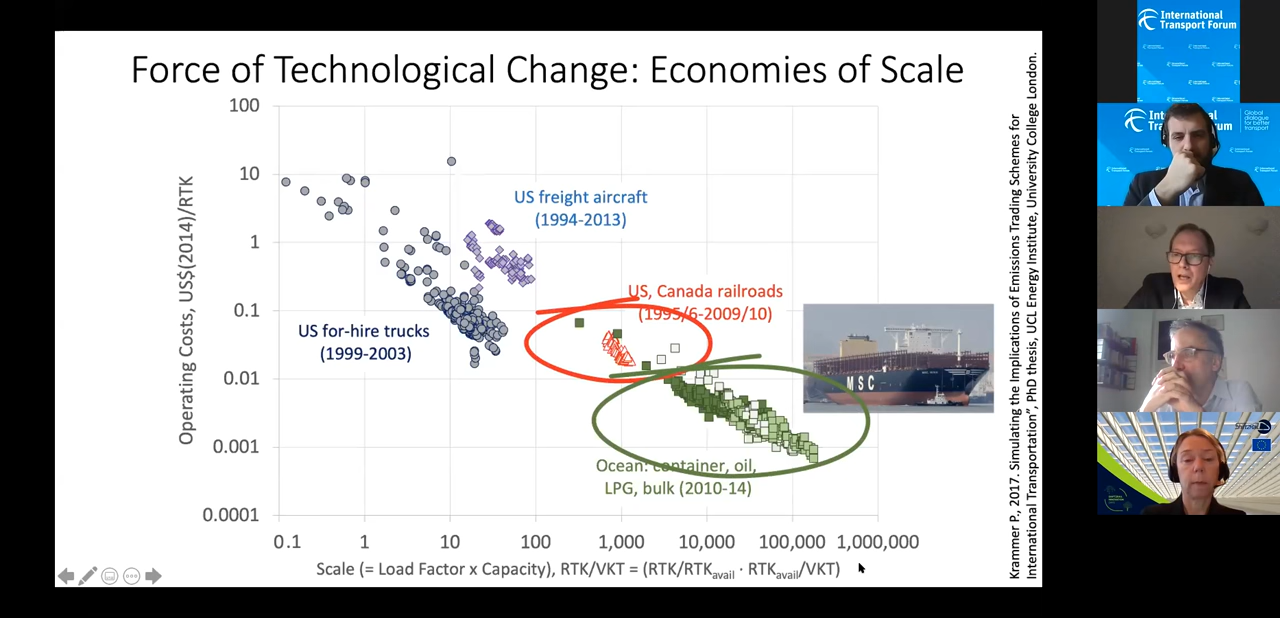 Force of Technological Change: Economies of Scale
Operating Costs, US$(2014)/RTK
100
10
1
0.1
0.01
0.001
0.0001
US freight aircraft
(1994-2013)
US, Canada railroads
(1995/6-2009/10)
US for-hire trucks
(1999-2003)
MSC
Ocean: container, oil,
LPG, bulk (2010-14)
0.1 1 10 100 1,000 10,000 100,000 1,000,000
Scale (= Load Factor x Capacity), RTK/VKT = (RTK/RTKavail · RTKavail/VKT)
Krammer P., 2017. Simulating the Implications of Emissions Trading Schemes for
International Transportation", PhD thesis, UCL Energy Institute, University College London.
International
Transport Forum
Global
dialogue
for better
transport